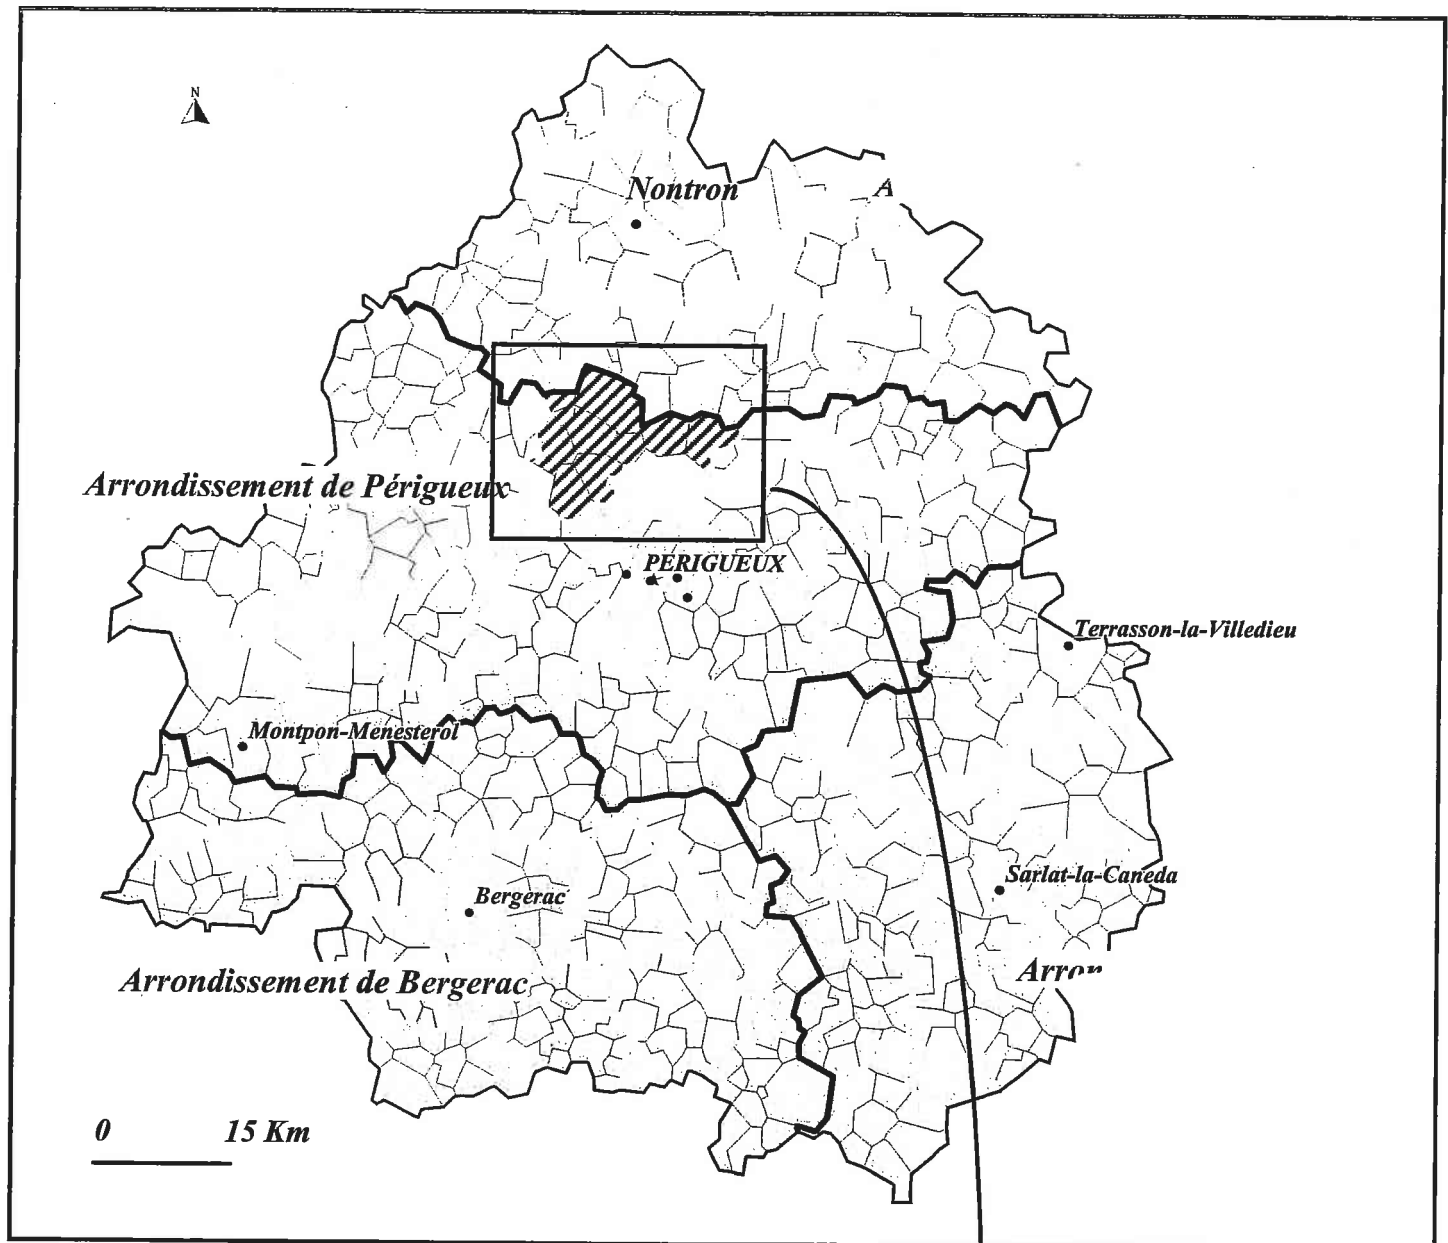 N
Nontron
A
Arrondissement de Périgueux
PERIGUEUX
Terrasson-la-Villedieu
Montpon-Menesterol
Sarlat-la-Caneda
Bergerac
Arrondissement de Bergerac
Arron
0 15 Km